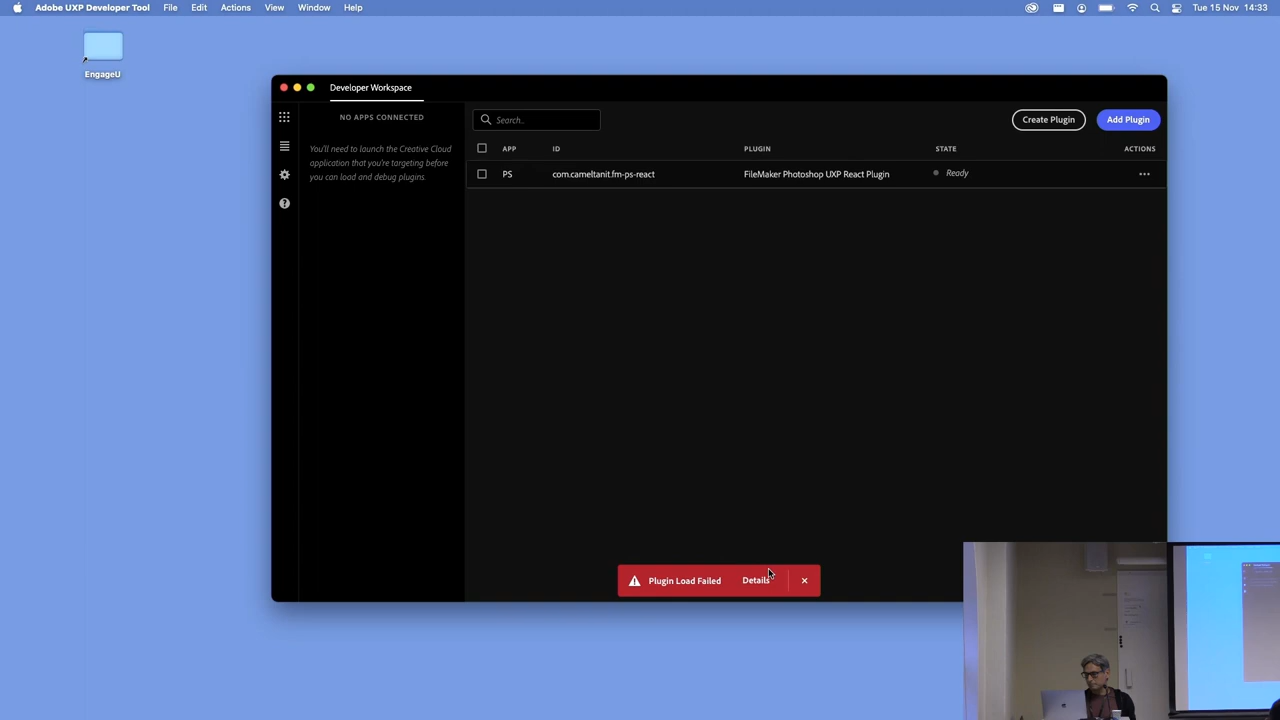 Adobe UXP Developer Tool File Edit Actions View Window Help Tue 15 Nov 14:33
EngageU
Developer Workspace
NO APPS CONNECTED
You'll need to launch the Creative Cloud
application that you're targeting before
you can load and debug plugins.
Search..
Create Plugin
Add Plugin
APP ID PLUGIN STATE ACTIONS
PS com.cameltanit.fm-ps-react FileMaker Photoshop UXP React Plugin Ready
Plugin Load Failed Details